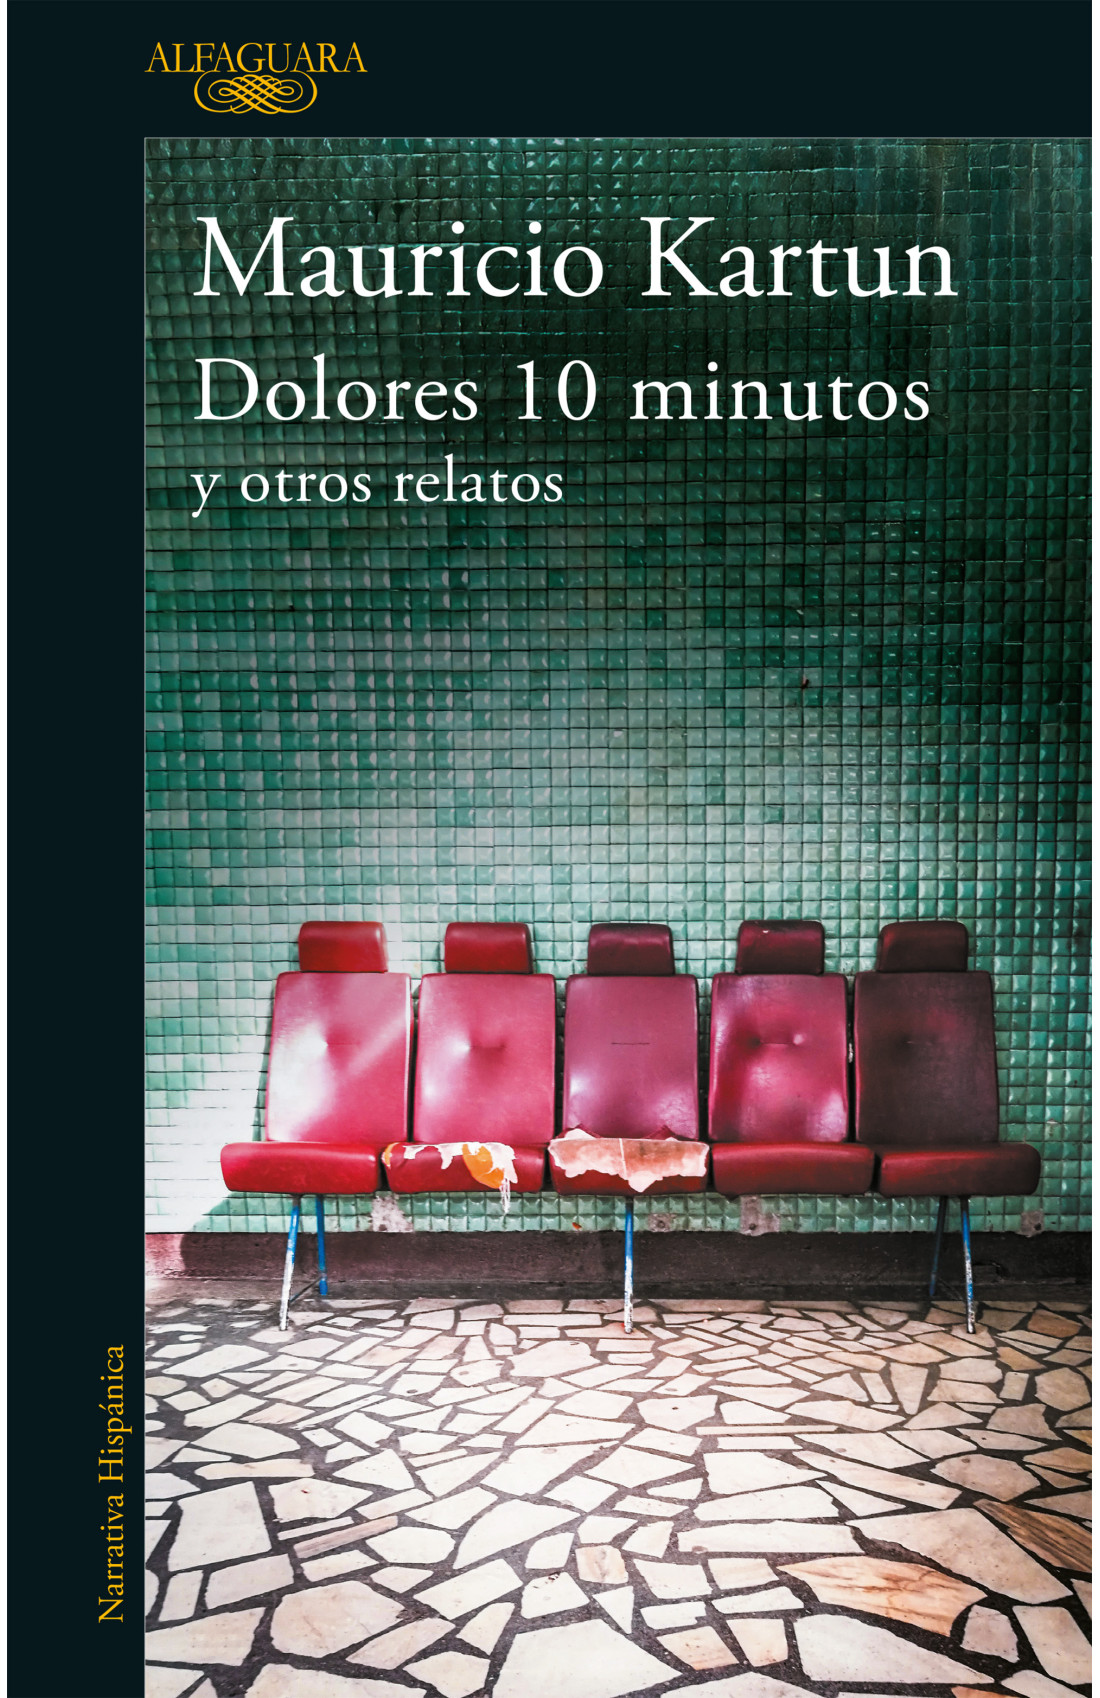 ALFAGUARA
Mauricio Kartun
Dolores 10 minutos
y otros relatos
Narrativa Hispánica